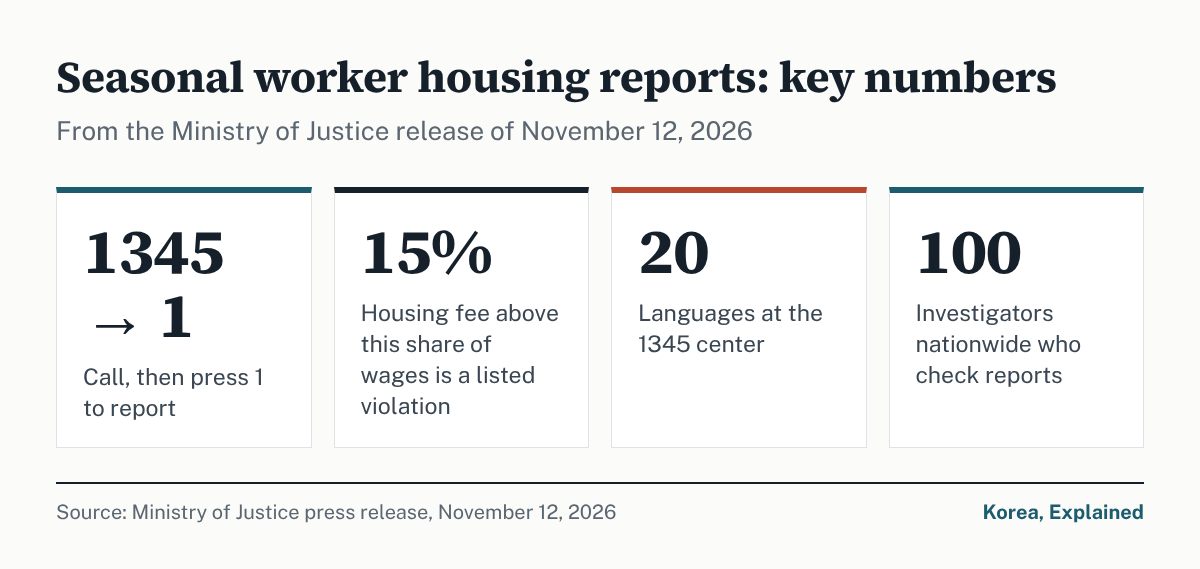 Seasonal worker housing reports: key numbers
From the Ministry of Justice release of November 12, 2026
1345
→ 1
Call, then press 1
to report
15%
Housing fee above
this share of
wages is a listed
violation
20
Languages at the
1345 center
100
Investigators
nationwide who
check reports
Source: Ministry of Justice press release, November 12, 2026
Korea, Explained